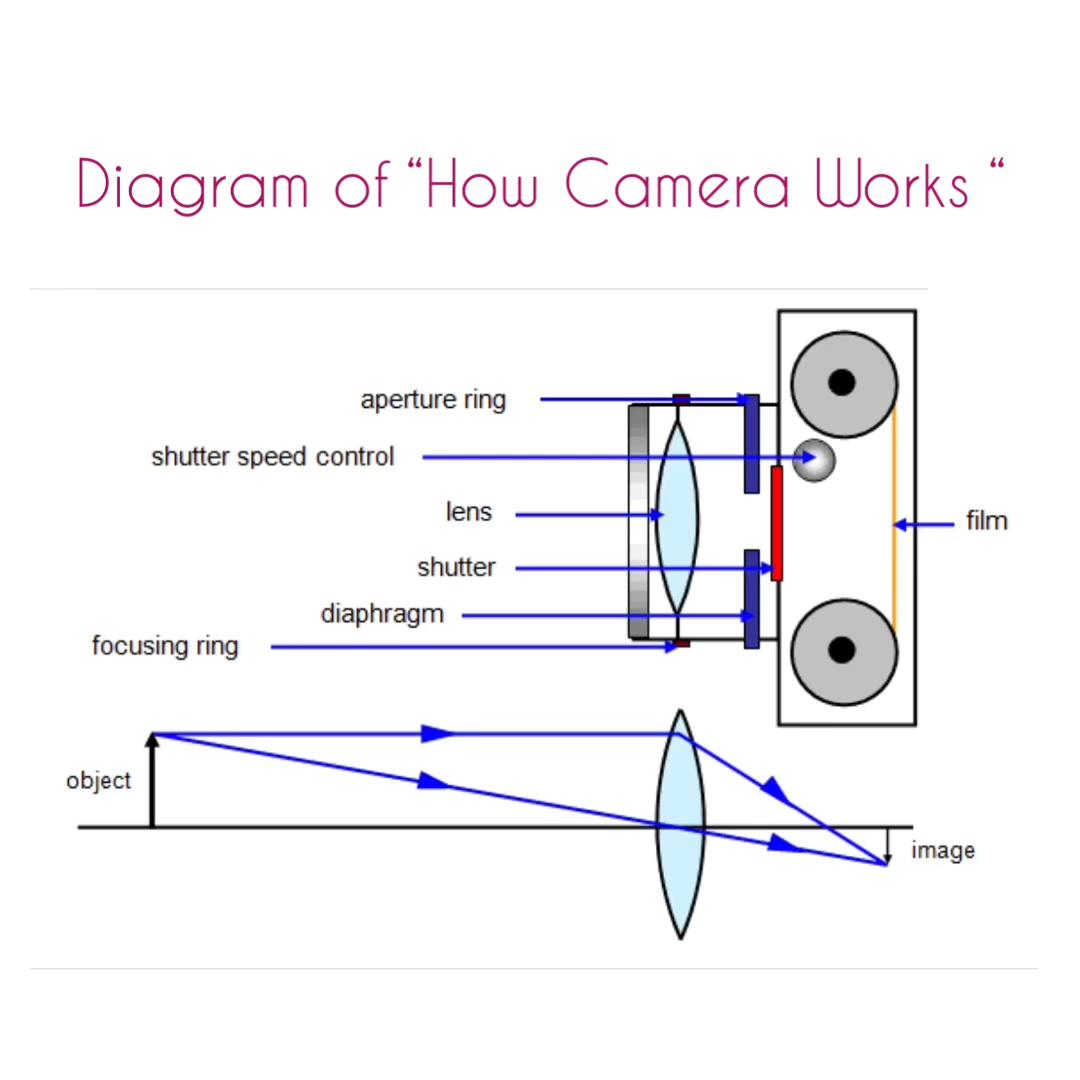 Diagram of “How Camera Works “
aperture ring
shutter speed control
lens
film
shutter
diaphragm
focusing ring
object
image